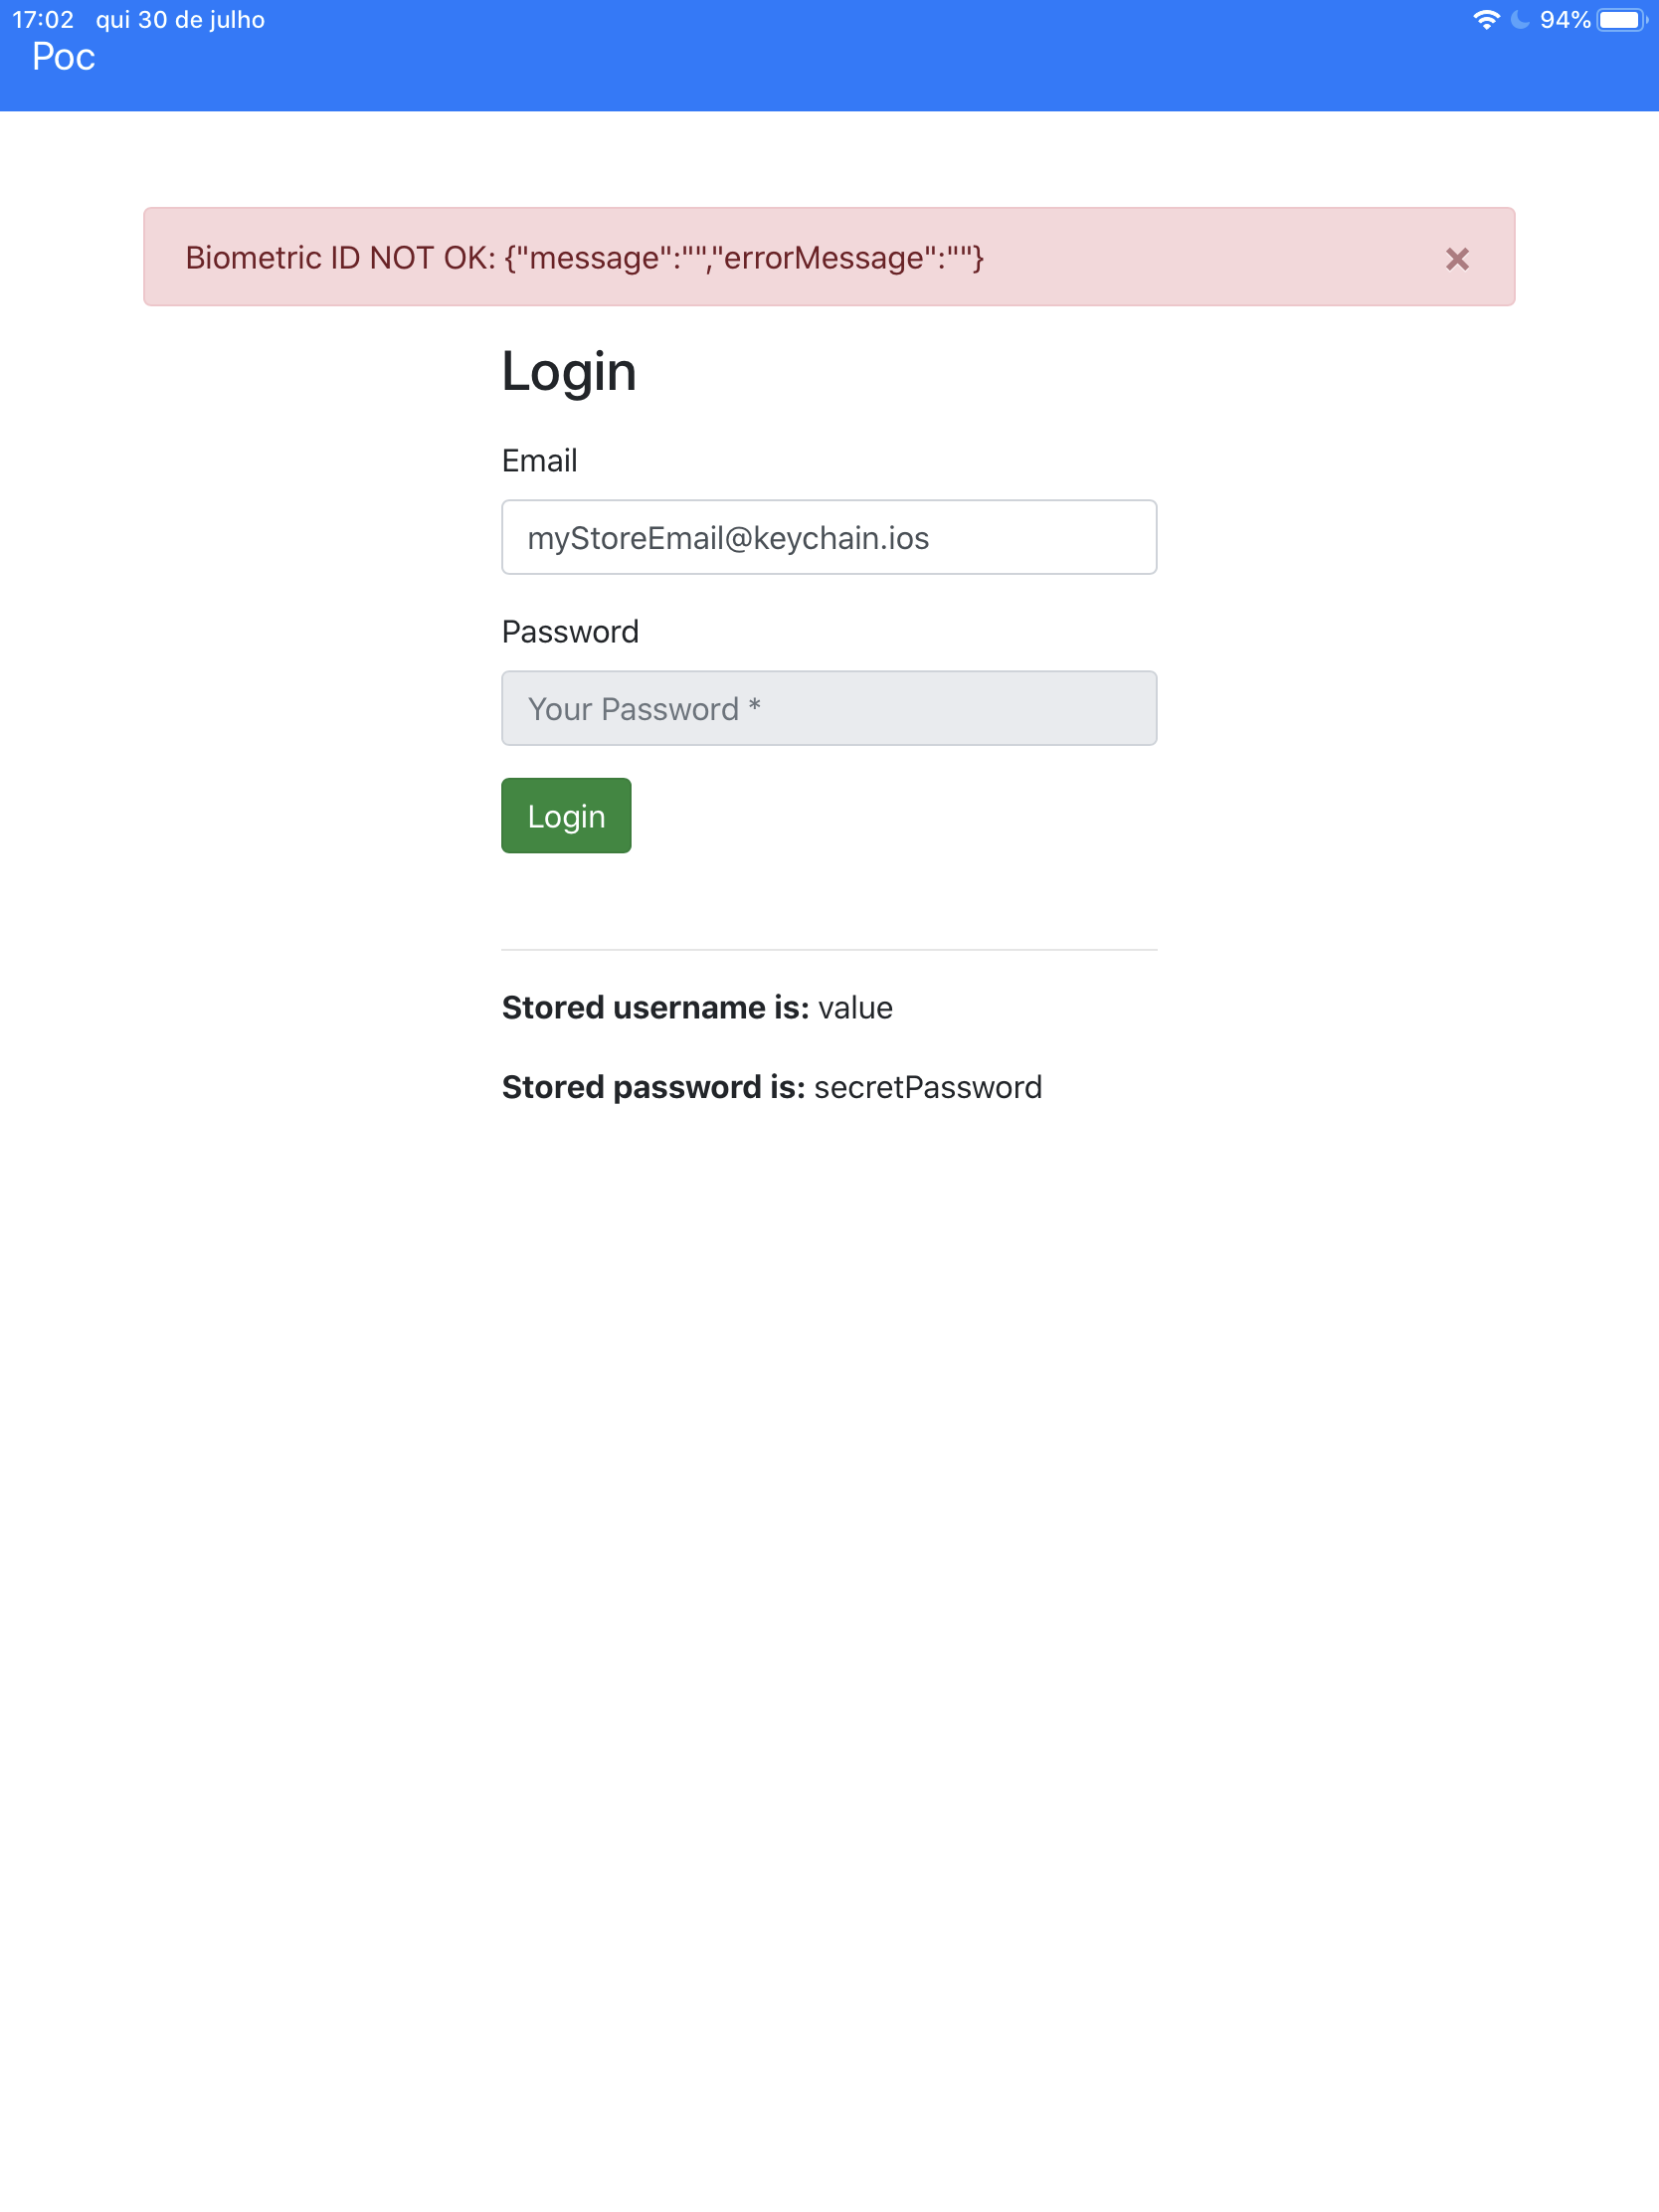 17:02 qui 30 de julho 94%
Poc
Biometric ID NOT OK: {"message":"","errorMessage":""} ×
Login
Email
myStoreEmail@keychain.ios
Password
Your Password *
Login
Stored username is: value
Stored password is: secretPassword